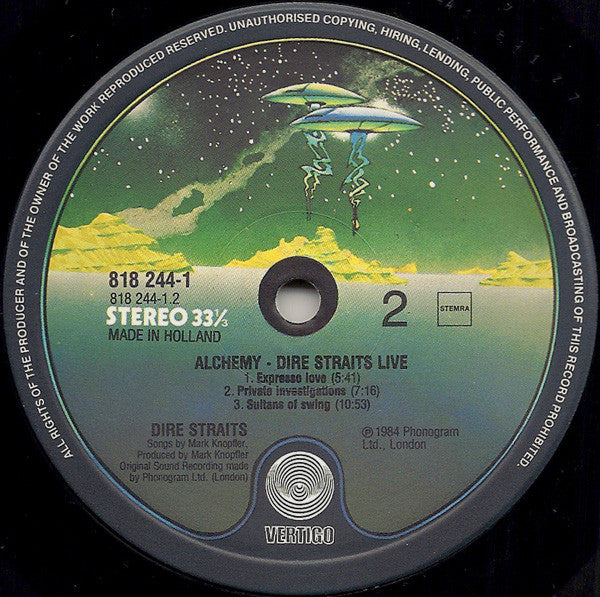 ALL RIGHTS OF THE PRODUCER AND OF THE OWNER OF THE WORK REPRODUCED RESERVED. UNAUTHORISED COPYING, HIRING, LENDING, PUBLIC PERFORMANCE AND BROADCASTING OF THIS RECORD PROHIBITED.
818 244-1
818 244-1.2
STEREO 33⅓
MADE IN HOLLAND
2
STEMRA
ALCHEMY - DIRE STRAITS LIVE
1. Expresso love (5:41)
2. Private investigations (7:16)
3. Sultans of swing (10:53)
DIRE STRAITS
Songs by Mark Knopfler,
Produced by Mark Knopfler
Original Sound Recording made
by Phonogram Ltd. (London)
℗ 1984 Phonogram
Ltd., London
VERTIGO